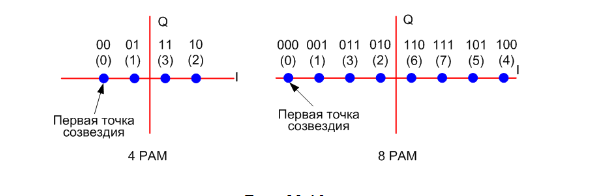 Q
00 01 11 10
(0) (1) (3) (2)
I
Первая точка
созвездия
4 PAM
Q
000 001 011 010 110 111 101 100
(0) (1) (3) (2) (6) (7) (5) (4)
I
Первая точка
созвездия
8 PAM